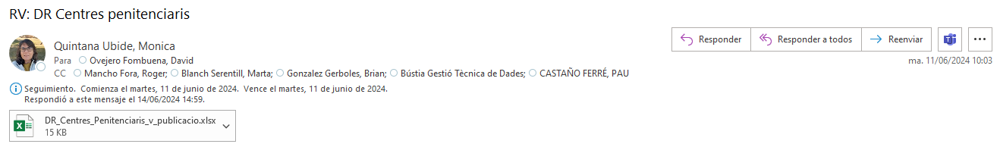 RV: DR Centres penitenciaris
Quintana Ubide, Monica
Responder
Responder a todos
Reenviar
Para Ovejero Fombuena, David
ma. 11/06/2024 10:03
CC Mancho Fora, Roger; Blanch Serentill, Marta; Gonzalez Gerboles, Brian; Bústia Gestió Tècnica de Dades; CASTAÑO FERRÉ, PAU
Seguimiento. Comienza el martes, 11 de junio de 2024. Vence el martes, 11 de junio de 2024.
Respondió a este mensaje el 14/06/2024 14:59.
DR_Centres_Penitenciaris_v_publicacio.xlsx
15 KB